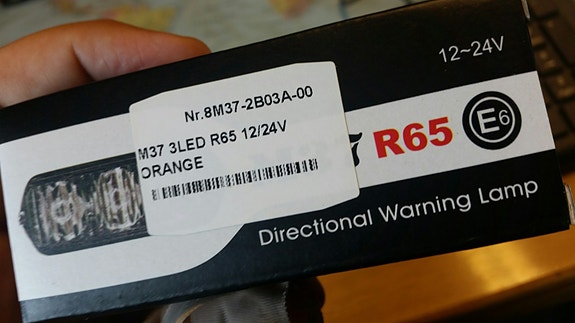 12~24V
Nr.8M37-2B03A-00
M37 3LED R65 12/24V
ORANGE
R65 E6
Directional Warning Lamp